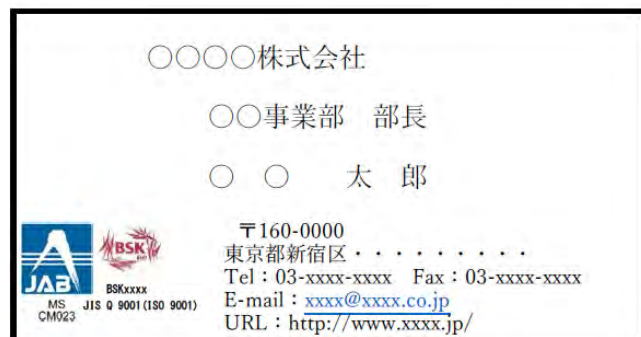 ○○○○株式会社
○○事業部　部長
○　○　　太　郎
〒160-0000
東京都新宿区・・・・・・・・・
Tel：03-xxxx-xxxx　Fax：03-xxxx-xxxx
E-mail：xxxx@xxxx.co.jp
URL：http://www.xxxx.jp/
JAB
MS
CM023
BSK
BSKxxxx
JIS Q 9001(ISO 9001)